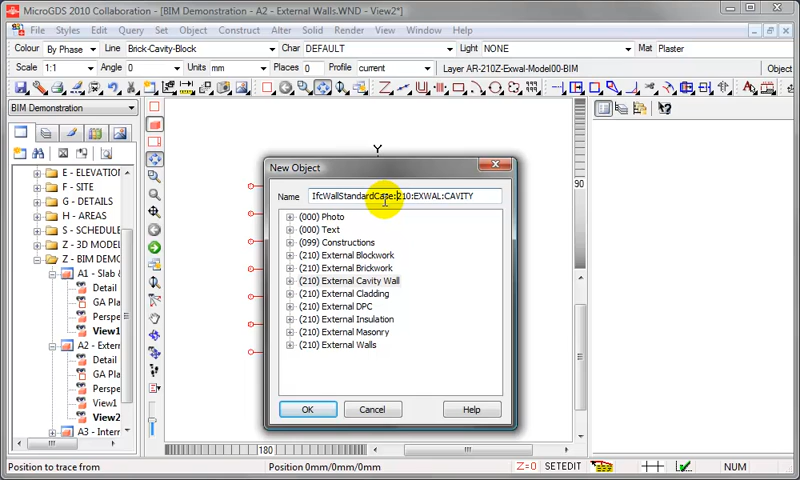 MicroGDS 2010 Collaboration - [BIM Demonstration - A2 - External Walls.WND - View2*]
File Styles Edit Query Set Object Construct Alter Solid Render View Window Help
Colour By Phase Line Brick-Cavity-Block Char DEFAULT Light NONE Mat Plaster
Scale 1:1 Angle 0 Units mm Places 0 Profile current Layer AR-210Z-Exwal-Model00-BIM Object
BIM Demonstration
E - ELEVATION
F - SITE
G - DETAILS
H - AREAS
S - SCHEDULE
Z - 3D MODEL
Z - BIM DEMO
A1 - Slab &
Detail
GA Pla
Perspe
View1
A2 - Extern
Detail
GA Pla
Perspe
View1
View2
A3 - Intern
Y
90
New Object
Name IfcWallStandardCase:210:EXWAL:CAVITY
(000) Photo
(000) Text
(099) Constructions
(210) External Blockwork
(210) External Brickwork
(210) External Cavity Wall
(210) External Cladding
(210) External DPC
(210) External Insulation
(210) External Masonry
(210) External Walls
OK Cancel Help
180
Position to trace from Position 0mm/0mm/0mm Z=0 SETEDIT NUM